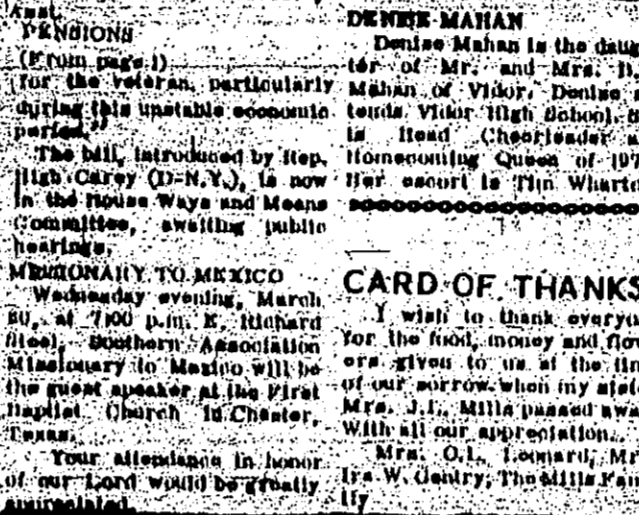 PENSIONS
(From page 1)
for the veteran, particularly
during this unstable economic
period."
The bill, introduced by Rep.
Hugh Carey (D-N.Y.), is now
in the House Ways and Means
Committee, awaiting public
hearings.
MISSIONARY TO MEXICO
Wednesday evening, March
20, at 7:00 p.m. K. Richard
Southern Association
Missionary to Mexico will be
the guest speaker at the First
Baptist Church in Chester,
Texas.
Your attendance in honor
of our Lord would be greatly
appreciated.
DENISE MAHAN
Denise Mahan is the daug
ter of Mr. and Mrs.
Mahan of Vidor. Denise
tends Vidor High School,
is Head Cheerleader
Homecoming Queen of 197
Her escort is Tim Wharto
CARD OF THANKS
I wish to thank everyo
for the food, money and flow
ers given to us at the tim
of our sorrow when my sist
Mrs. J.L. Mills passed awa
With all our appreciation.
Mrs. O.L. Leonard, Mr
Ira W. Gentry, The Mills Fam
ily